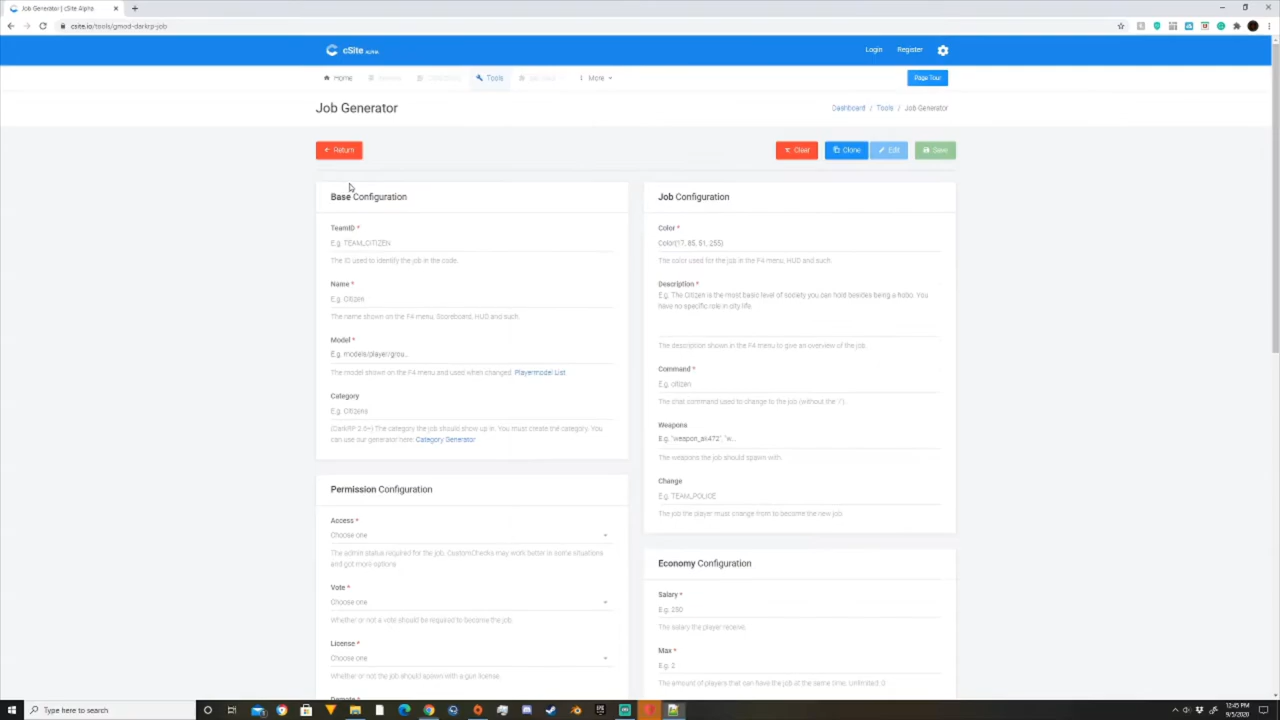 Job Generator | cSite Alpha
csite.io/tools/gmod-darkrp-job
cSite ALPHA
Login
Register
Home
Tools
More
Page Tour
Job Generator
Dashboard / Tools / Job Generator
Return
Clear
Clone
Edit
Save
Base Configuration
TeamID *
E.g. TEAM_CITIZEN
The ID used to identify the job in the code.
Name *
E.g. Citizen
The name shown on the F4 menu, Scoreboard, HUD and such.
Model *
E.g. models/player/grou...
The model shown on the F4 menu and used when changed. Playermodel List
Category
E.g. Citizens
(DarkRP 2.6+) The category the job should show up in. You must create the category. You
can use our generator here: Category Generator
Permission Configuration
Access *
Choose one
The admin status required for the job. CustomChecks may work better in some situations
and got more options.
Vote *
Choose one
Whether or not a vote should be required to become the job.
License *
Choose one
Whether or not the job should spawn with a gun license.
Demote *
Job Configuration
Color *
Color(17, 85, 51, 255)
The color used for the job in the F4 menu, HUD and such.
Description *
E.g. The Citizen is the most basic level of society you can hold besides being a hobo. You
have no specific role in city life.
The description shown in the F4 menu to give an overview of the job.
Command *
E.g. citizen
The chat command used to change to the job (without the '/').
Weapons
E.g. "weapon_ak472", "w...
The weapons the job should spawn with.
Change
E.g. TEAM_POLICE
The job the player must change from to become the new job.
Economy Configuration
Salary *
E.g. 250
The salary the player receive.
Max *
E.g. 2
The amount of players that can have the job at the same time. Unlimited: 0.
Type here to search
12:45 PM
9/5/2020